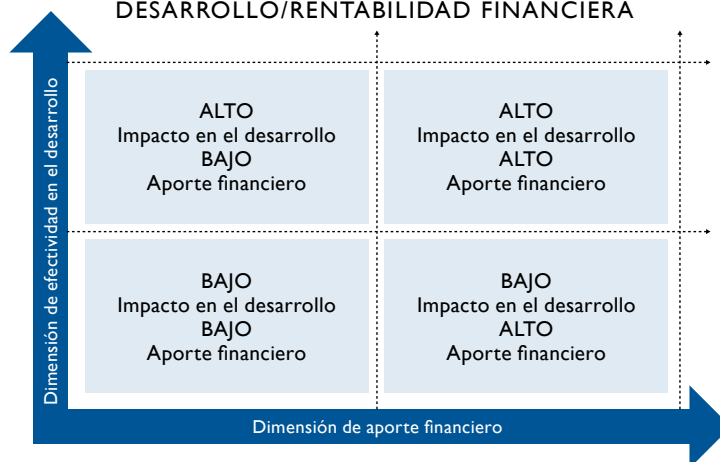 DESARROLLO/RENTABILIDAD FINANCIERA
Dimensión de efectividad en el desarrollo
ALTO
Impacto en el desarrollo
BAJO
Aporte financiero
ALTO
Impacto en el desarrollo
ALTO
Aporte financiero
BAJO
Impacto en el desarrollo
BAJO
Aporte financiero
BAJO
Impacto en el desarrollo
ALTO
Aporte financiero
Dimensión de aporte financiero